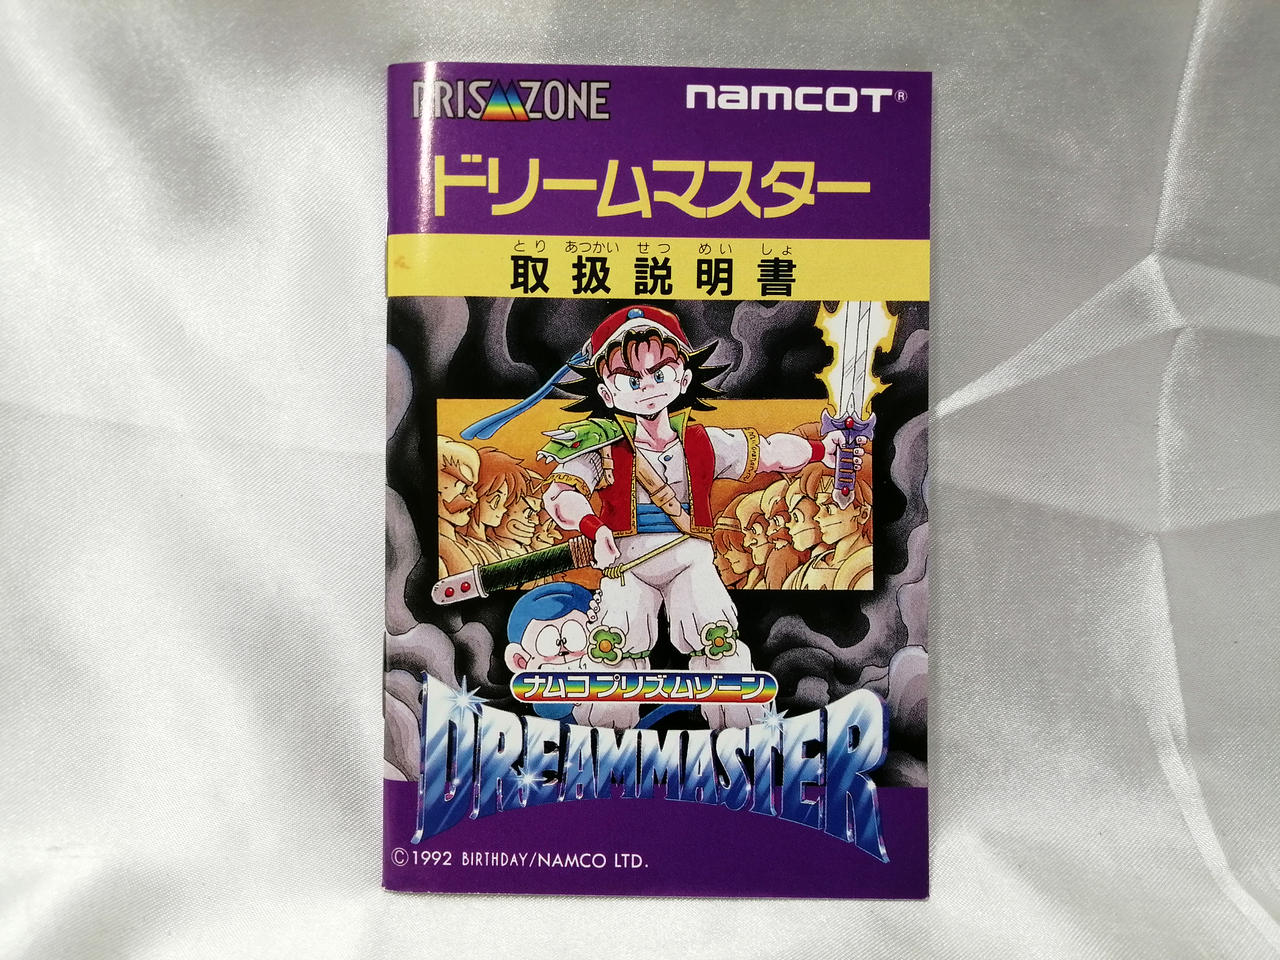 PRISMZONE
namcot®
ドリームマスター
とり あつかい せつ めい しょ
取扱説明書
ナムコ プリズムゾーン
DREAMMASTER
©1992 BIRTHDAY/NAMCO LTD.